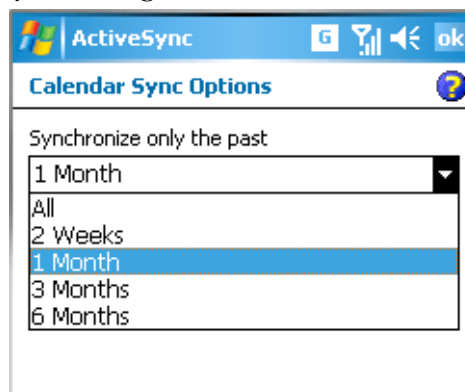 ActiveSync
G
ok
Calendar Sync Options
?
Synchronize only the past
1 Month
All
2 Weeks
1 Month
3 Months
6 Months